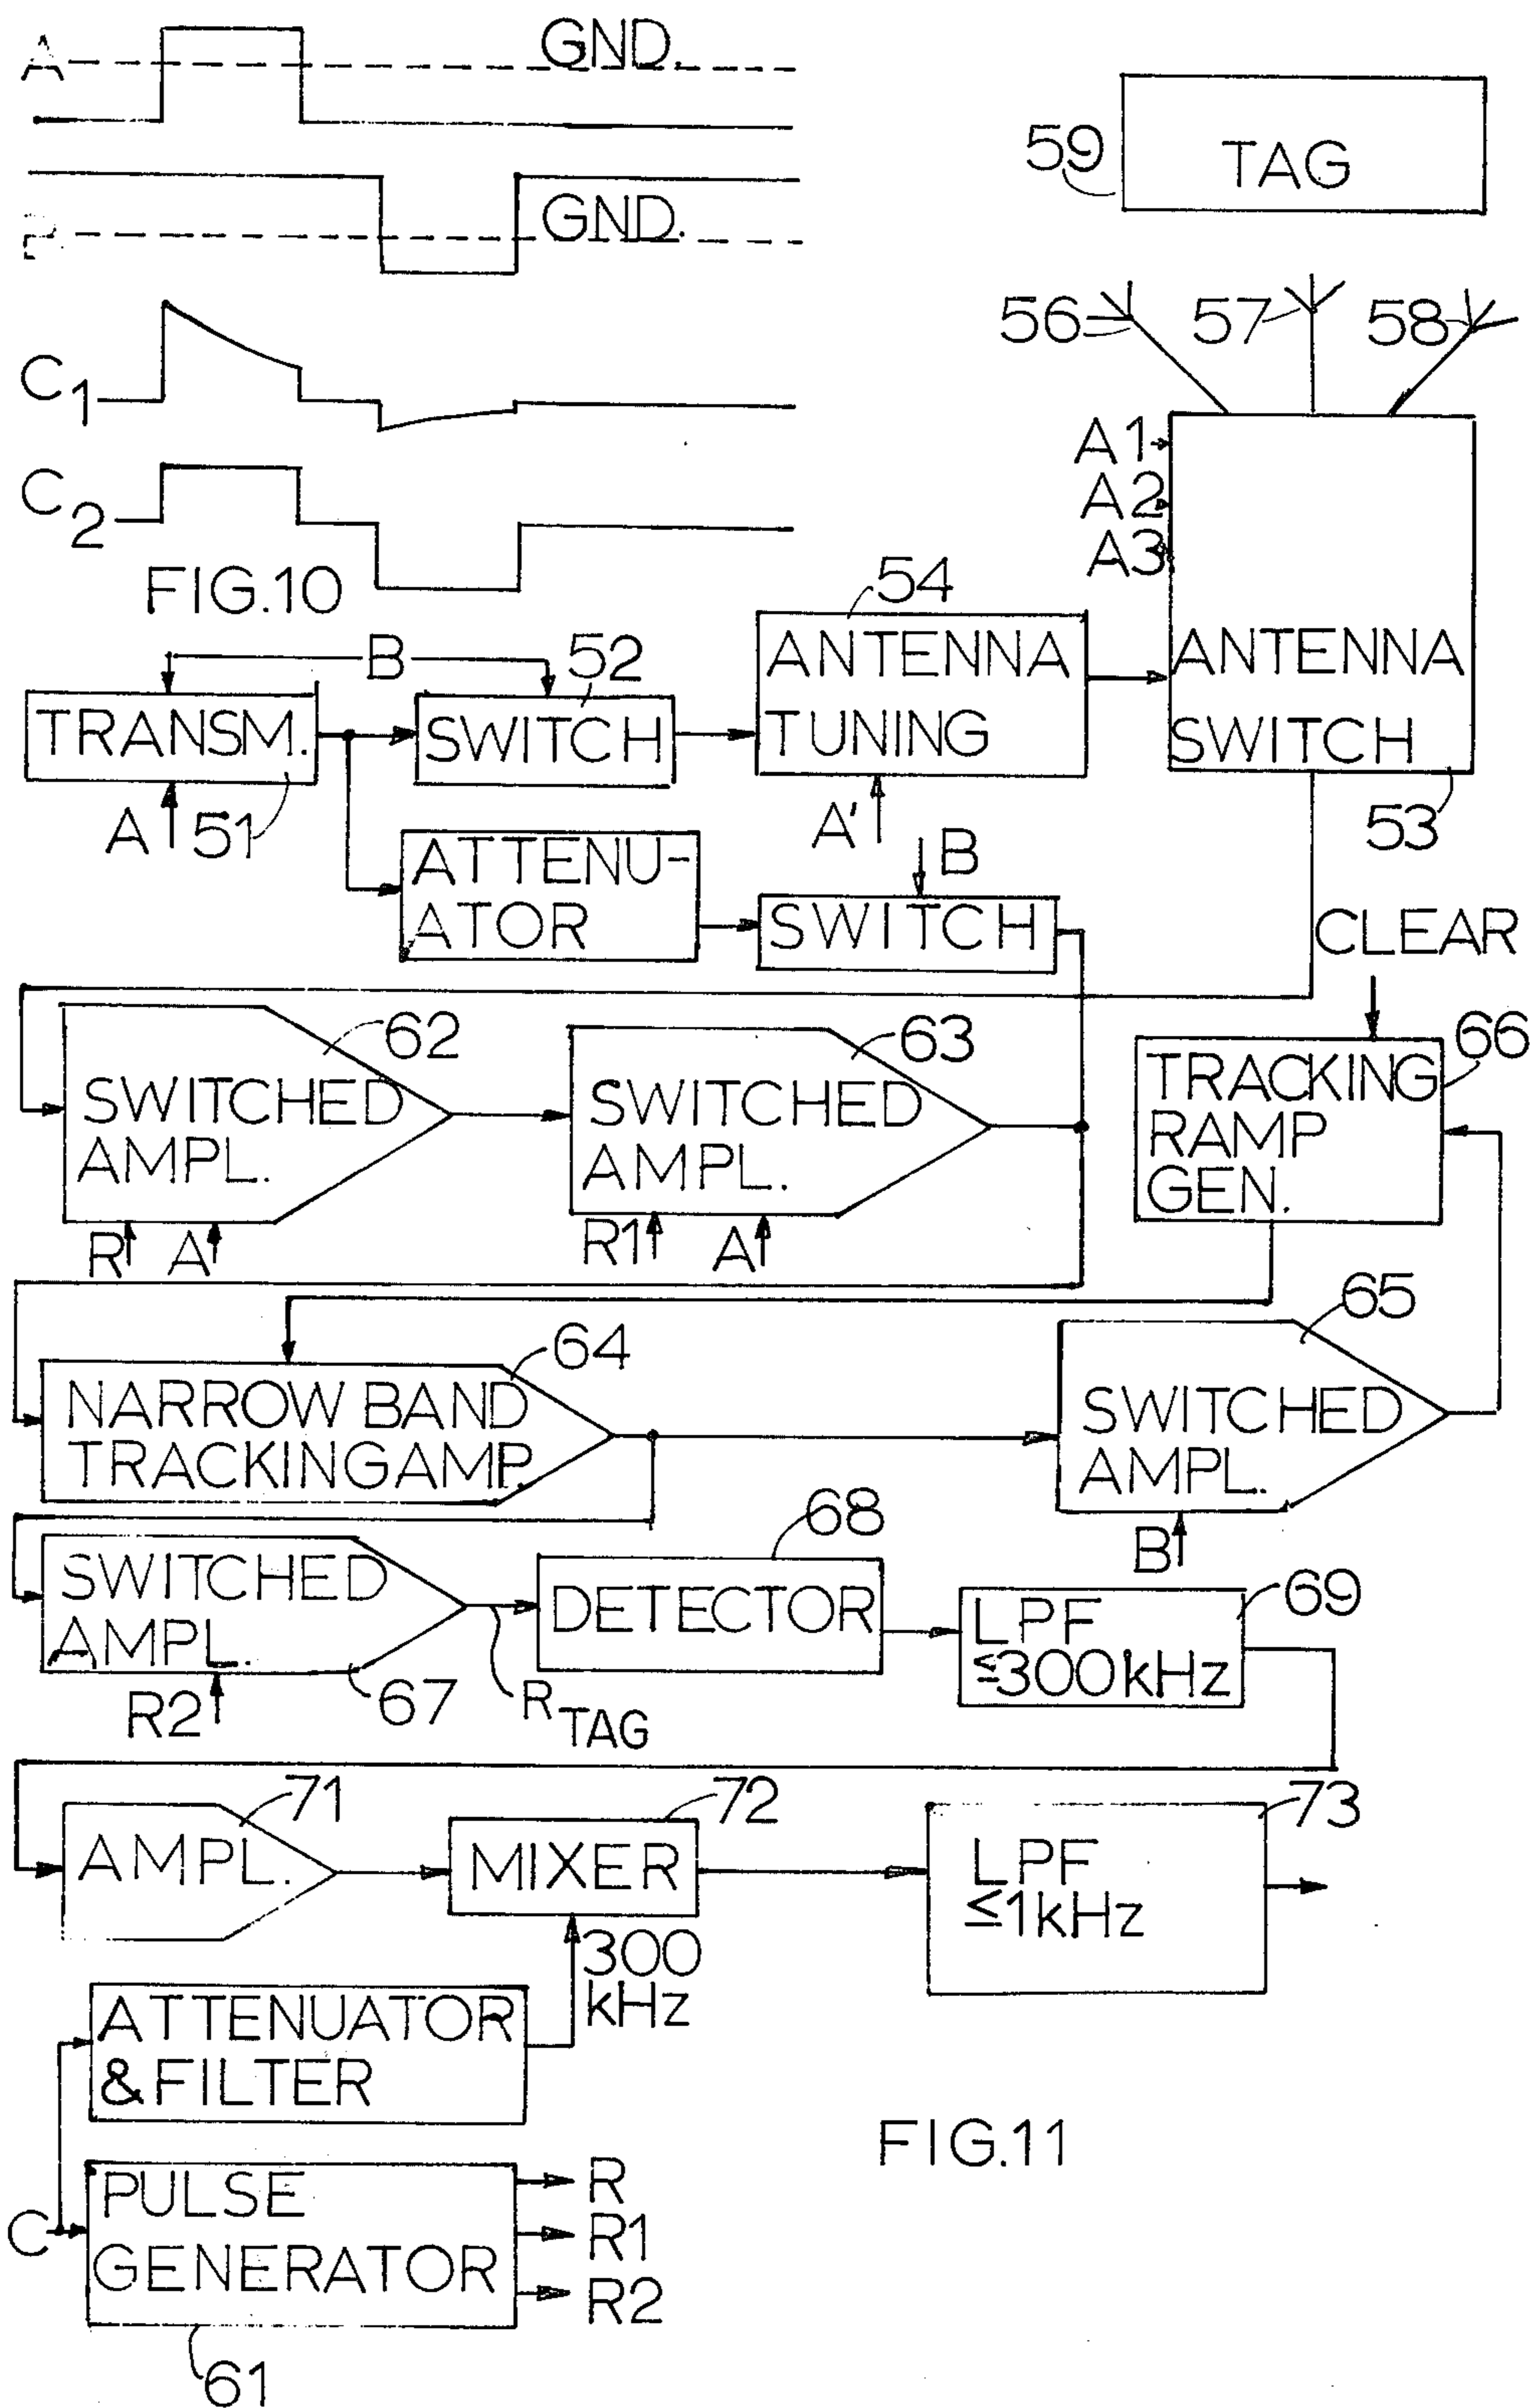 A
GND.
GND.
C1
C2
FIG.10
TAG
59
56
57
58
A1
A2
A3
ANTENNA
SWITCH
53
B
TRANSM.
A
51
52
SWITCH
54
ANTENNA
TUNING
A'
ATTENU-
ATOR
B
SWITCH
CLEAR
62
SWITCHED
AMPL.
R
A
63
SWITCHED
AMPL.
R1
A
66
TRACKING
RAMP
GEN.
64
NARROW BAND
TRACKING AMP.
65
SWITCHED
AMPL.
B
SWITCHED
AMPL.
R2
67
RTAG
68
DETECTOR
69
LPF
≤300kHz
71
AMPL.
72
MIXER
300
kHz
73
LPF
≤1kHz
ATTENUATOR
&FILTER
C
PULSE
GENERATOR
R
R1
R2
61
FIG.11